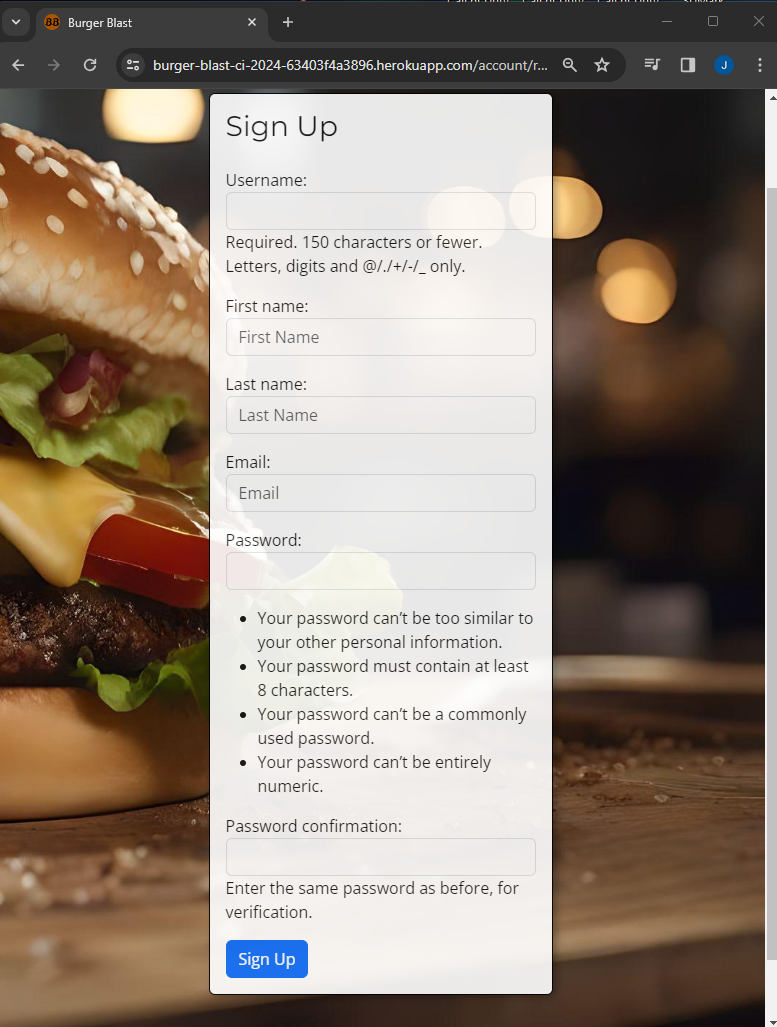 Burger Blast
burger-blast-ci-2024-63403f4a3896.herokuapp.com/account/r...
J
Sign Up
Username:
Required. 150 characters or fewer.
Letters, digits and @/./+/-/_ only.
First name:
First Name
Last name:
Last Name
Email:
Email
Password:
Your password can’t be too similar to
your other personal information.
Your password must contain at least
8 characters.
Your password can’t be a commonly
used password.
Your password can’t be entirely
numeric.
Password confirmation:
Enter the same password as before, for
verification.
Sign Up